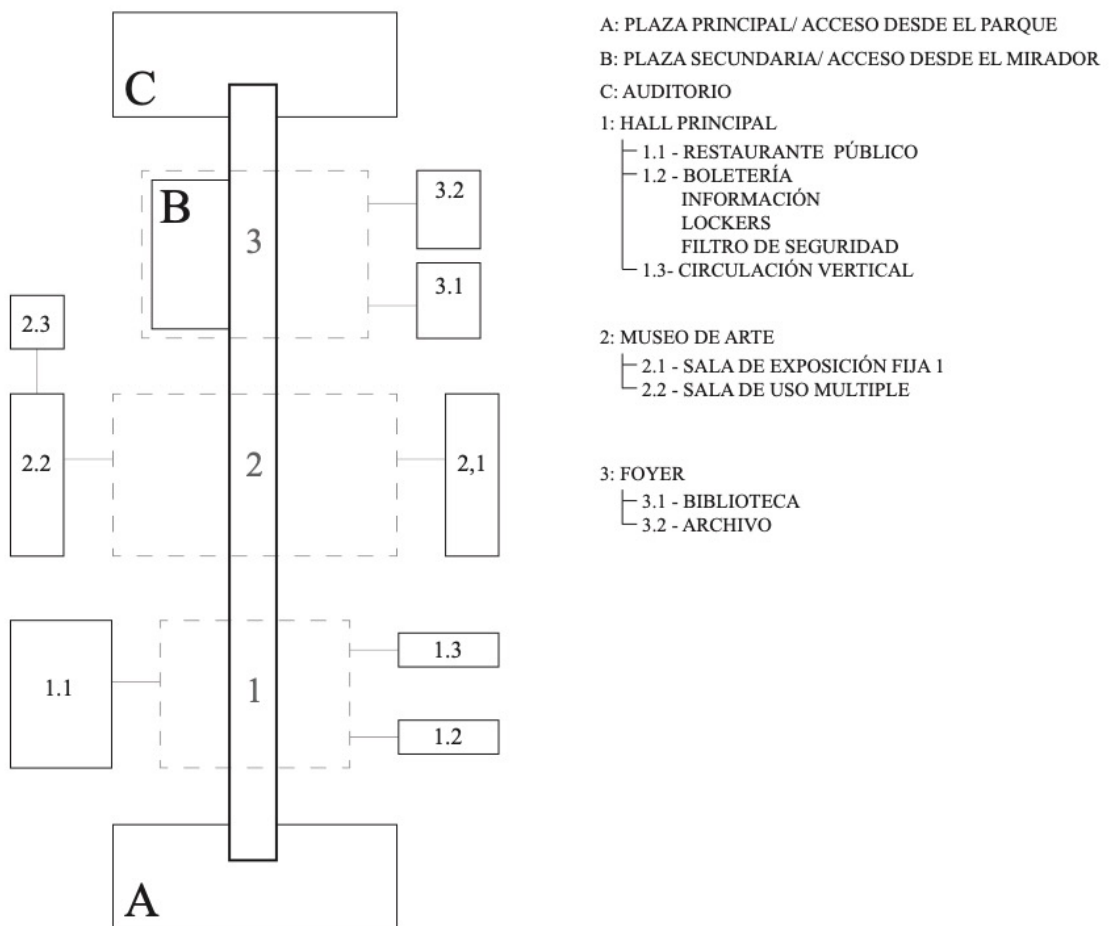 C
B
3
3.2
3.1
2.3
2.2
2
2,1
1.1
1
1.3
1.2
A
A: PLAZA PRINCIPAL/ ACCESO DESDE EL PARQUE
B: PLAZA SECUNDARIA/ ACCESO DESDE EL MIRADOR
C: AUDITORIO
1: HALL PRINCIPAL
1.1 - RESTAURANTE PÚBLICO
1.2 - BOLETERÍA
INFORMACIÓN
LOCKERS
FILTRO DE SEGURIDAD
1.3- CIRCULACIÓN VERTICAL
2: MUSEO DE ARTE
2.1 - SALA DE EXPOSICIÓN FIJA 1
2.2 - SALA DE USO MULTIPLE
3: FOYER
3.1 - BIBLIOTECA
3.2 - ARCHIVO